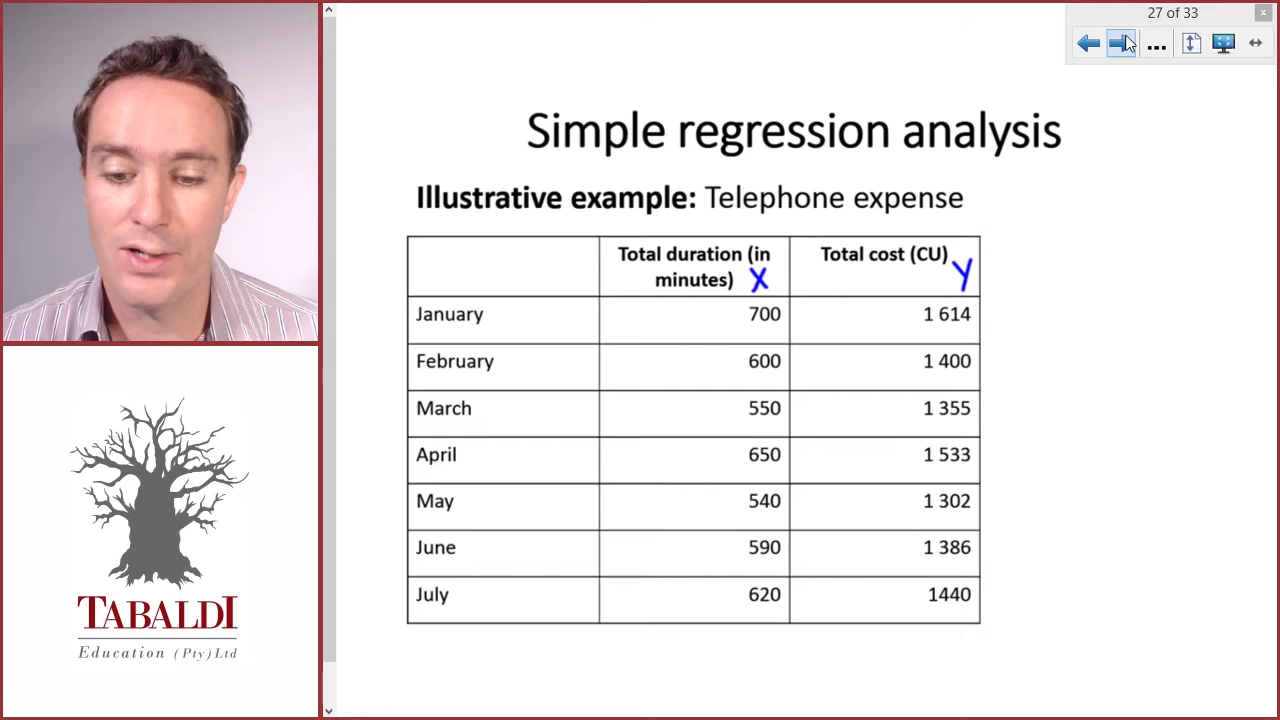 27 of 33
Simple regression analysis
Illustrative example: Telephone expense
Total duration (in minutes) X Total cost (CU) Y
January 700 1 614
February 600 1 400
March 550 1 355
April 650 1 533
May 540 1 302
June 590 1 386
July 620 1440
TABALDI
Education (Pty) Ltd